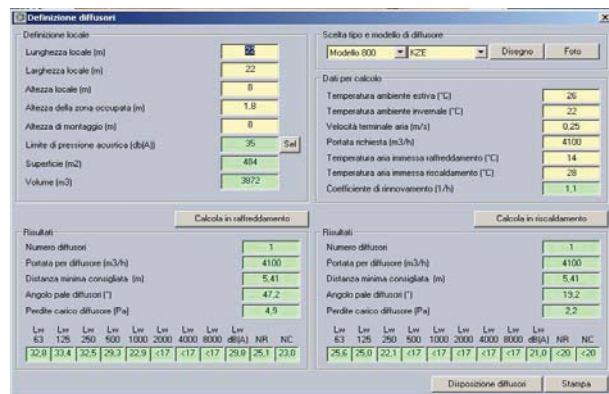 Definizione diffusori
Definizione locale
Lunghezza locale (m) 22
Larghezza locale (m) 22
Altezza locale (m) 8
Altezza della zona occupata (m) 1,8
Altezza di montaggio (m) 8
Limite di pressione acustica (db(A)) 35 Sel
Superficie (m2) 484
Volume (m3) 3872
Scelta tipo e modello di diffusore
Modello 800 KZE Disegno Foto
Dati per calcolo
Temperatura ambiente estiva (°C) 26
Temperatura ambiente invernale (°C) 22
Velocità terminale aria (m/s) 0,25
Portata richiesta (m3/h) 4100
Temperatura aria immessa raffreddamento (°C) 14
Temperatura aria immessa riscaldamento (°C) 28
Coefficiente di rinnovamento (1/h) 1,1
Calcola in raffreddamento
Calcola in riscaldamento
Risultati
Numero diffusori 1
Portata per diffusore (m3/h) 4100
Distanza minima consigliata (m) 5,41
Angolo pale diffusori (°) 47,2
Perdite carico diffusore (Pa) 4,9
Lw Lw Lw Lw Lw Lw Lw Lw Lw
63 125 250 500 1000 2000 4000 8000 dB(A) NR NC
32,8 33,4 32,5 29,3 22,9 <17 <17 <17 29,8 25,1 23,0
Risultati
Numero diffusori 1
Portata per diffusore (m3/h) 4100
Distanza minima consigliata (m) 5,41
Angolo pale diffusori (°) 19,2
Perdite carico diffusore (Pa) 2,2
Lw Lw Lw Lw Lw Lw Lw Lw Lw
63 125 250 500 1000 2000 4000 8000 dB(A) NR NC
25,6 25,0 22,1 <17 <17 <17 <17 <17 21,0 <20 <20
Disposizione diffusori Stampa